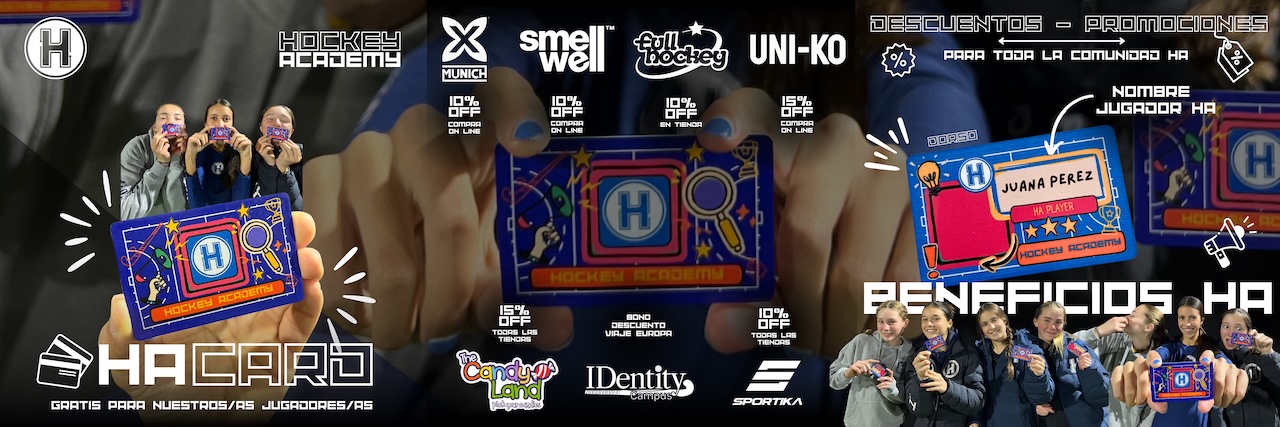 H
HOCKEY
ACADEMY
H
HOCKEY ACADEMY
HACARD
GRATIS PARA NUESTROS/AS JUGADORES/AS
MUNICH
smell
well™
full
hockey
UNI-KO
10%
OFF
COMPRA
ON LINE
10%
OFF
COMPRA
ON LINE
10%
OFF
EN TIENDA
15%
OFF
COMPRA
ON LINE
H
HOCKEY ACADEMY
15%
OFF
TODAS LAS
TIENDAS
BONO
DESCUENTO
VIAJE EUROPA
10%
OFF
TODAS LAS
TIENDAS
The
Candy
Land
IDentity
Campus
SPORTIKA
DESCUENTOS - PROMOCIONES
PARA TODA LA COMUNIDAD HA
%
%
NOMBRE
JUGADOR HA
DORSO
H
JUANA PEREZ
HA PLAYER
HOCKEY ACADEMY
BENEFICIOS HA
H
HOCKEY ACADEMY